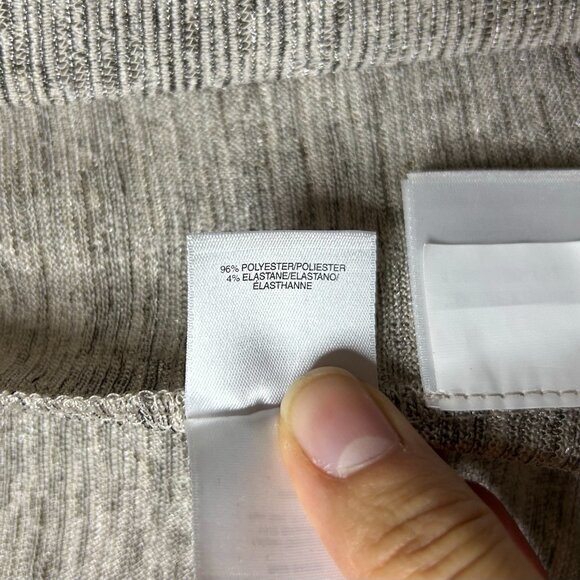 96% POLYESTER/POLIESTER
4% ELASTANE/ELASTANO/
ÉLASTHANNE